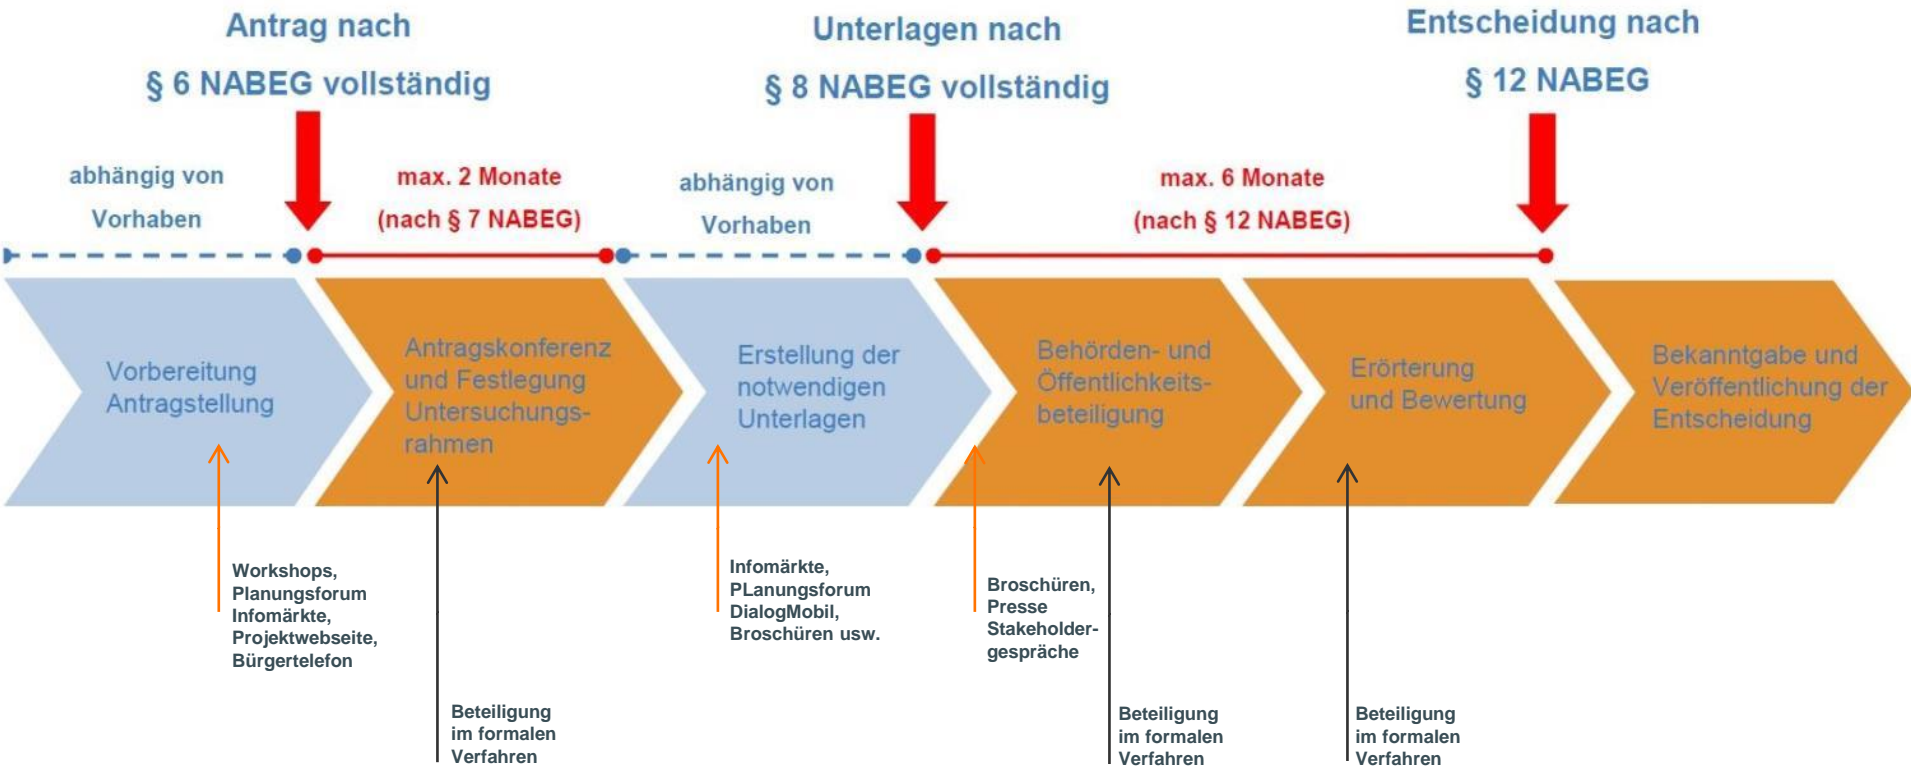 Antrag nach
§ 6 NABEG vollständig
Unterlagen nach
§ 8 NABEG vollständig
Entscheidung nach
§ 12 NABEG
abhängig von
Vorhaben
max. 2 Monate
(nach § 7 NABEG)
abhängig von
Vorhaben
max. 6 Monate
(nach § 12 NABEG)
Vorbereitung
Antragstellung
Antragskonferenz
und Festlegung
Untersuchungs-
rahmen
Erstellung der
notwendigen
Unterlagen
Behörden- und
Öffentlichkeits-
beteiligung
Erörterung
und Bewertung
Bekanntgabe und
Veröffentlichung der
Entscheidung
Workshops,
Planungsforum
Infomärkte,
Projektwebseite,
Bürgertelefon
Infomärkte,
PLanungsforum
DialogMobil,
Broschüren usw.
Broschüren,
Presse
Stakeholder-
gespräche
Beteiligung
im formalen
Verfahren
Beteiligung
im formalen
Verfahren
Beteiligung
im formalen
Verfahren